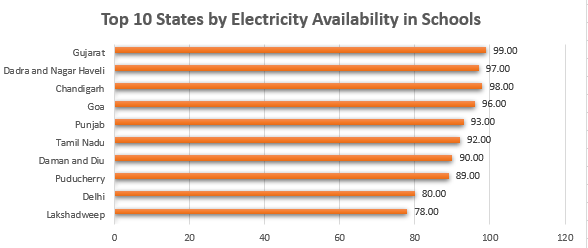 Top 10 States by Electricity Availability in Schools
Gujarat 99.00
Dadra and Nagar Haveli 97.00
Chandigarh 98.00
Goa 96.00
Punjab 93.00
Tamil Nadu 92.00
Daman and Diu 90.00
Puducherry 89.00
Delhi 80.00
Lakshadweep 78.00
0 20 40 60 80 100 120